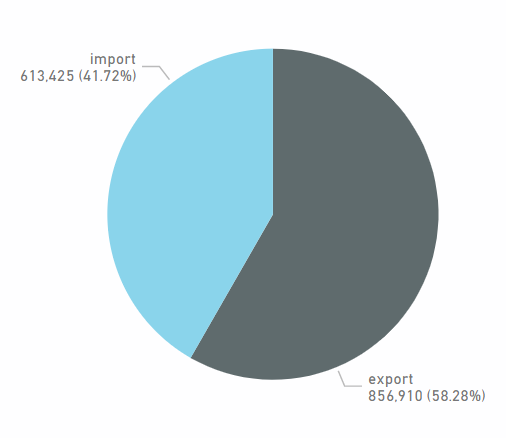 import
613,425 (41.72%)
export
856,910 (58.28%)